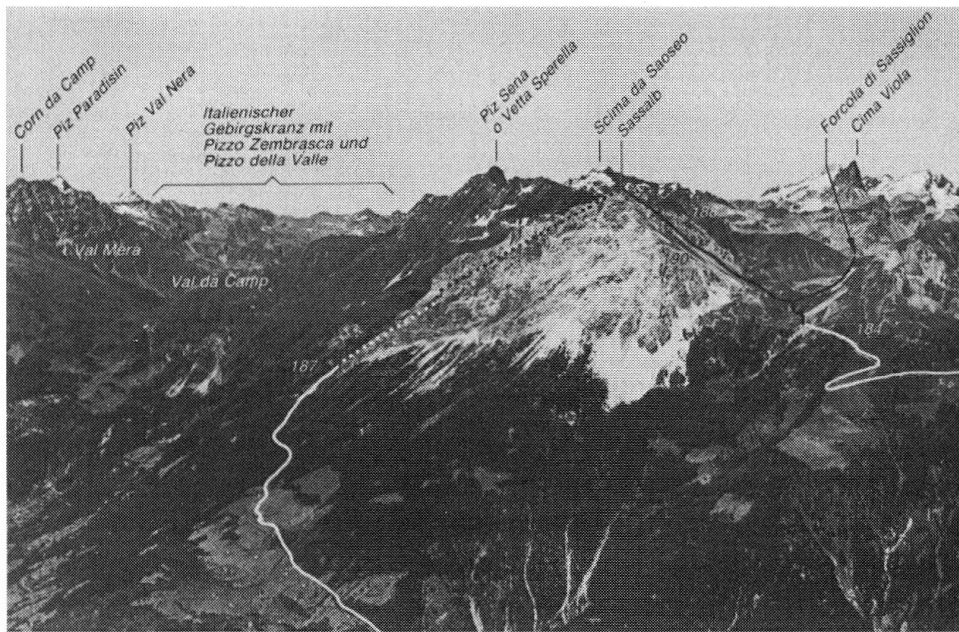 Corn da Camp
Piz Paradisin
Piz Val Nera
Italienischer
Gebirgskranz mit
Pizzo Zembrasca und
Pizzo della Valle
Piz Sena
o Vetta Sperella
Scima da Saoseo
Sassalb
Forcola di Sassiglion
Cima Viola
Val Mera
Val da Camp
187
190
184